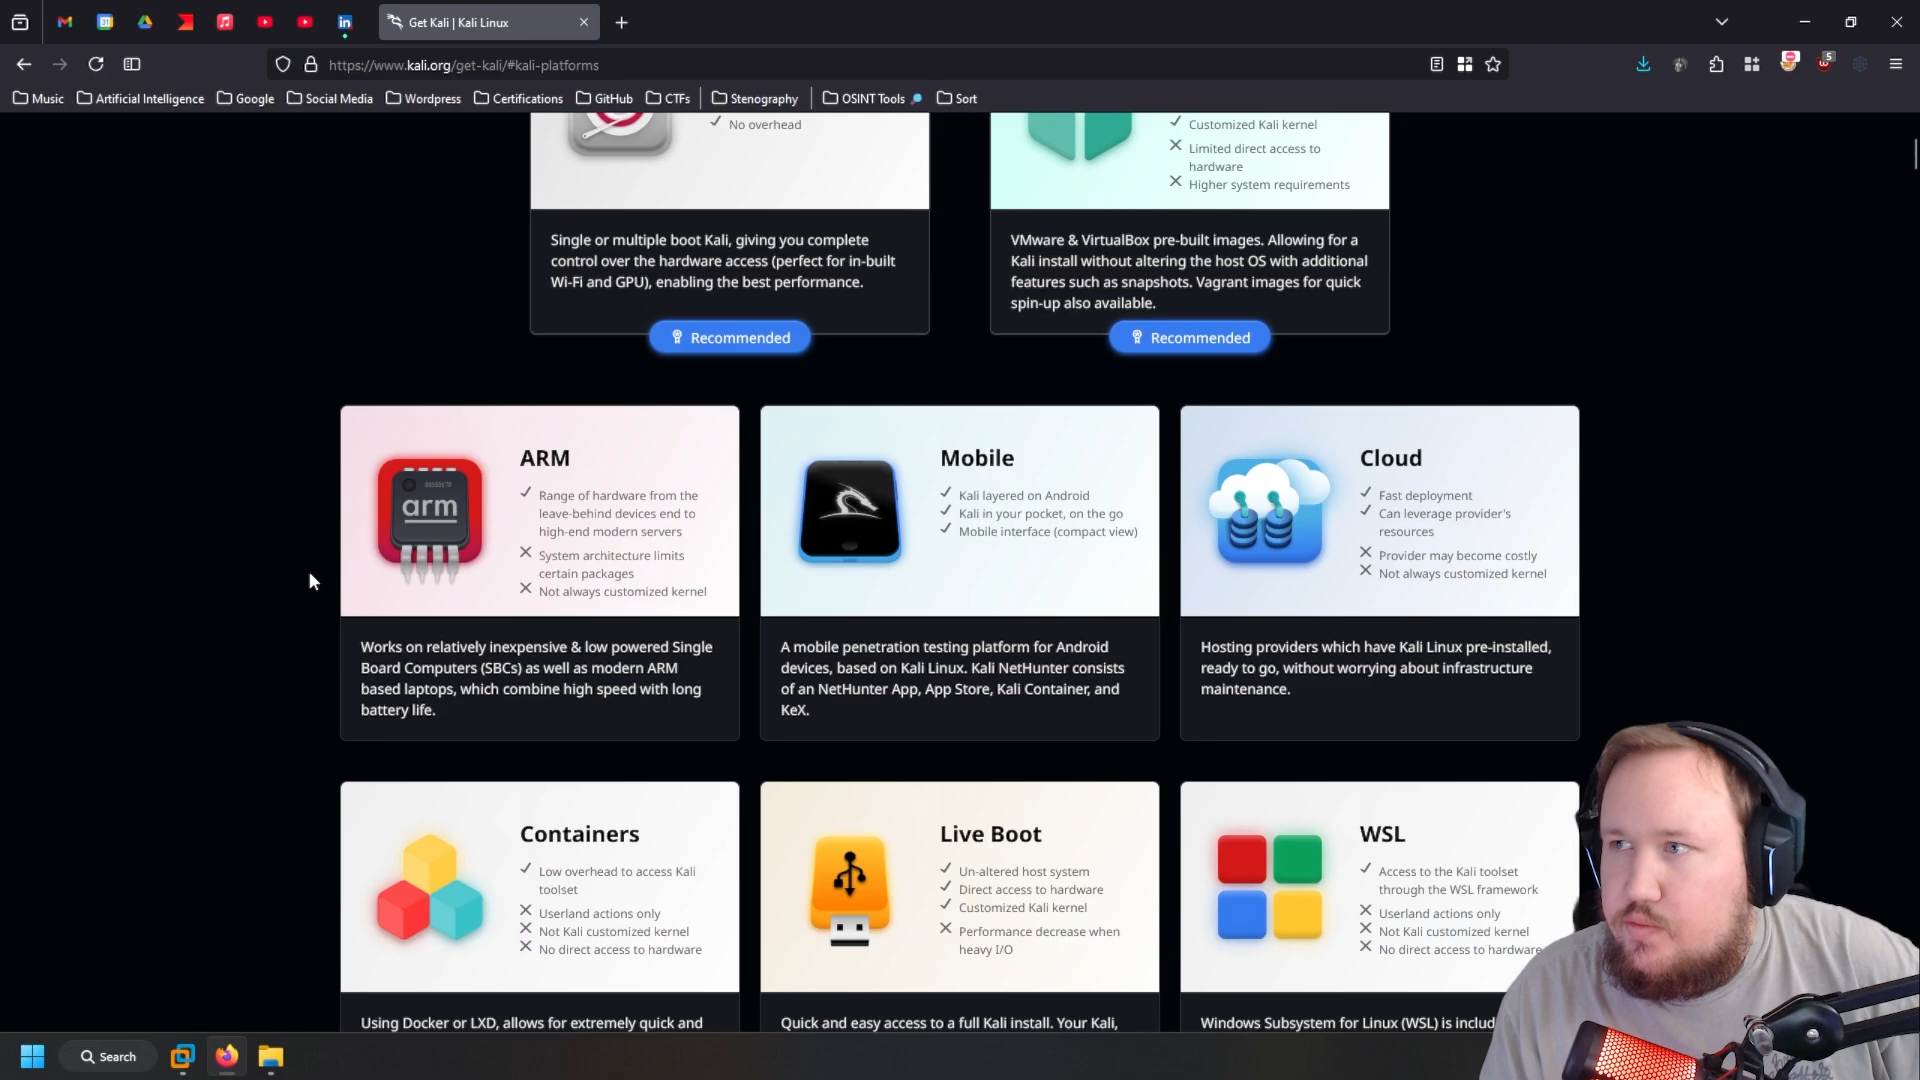 Get Kali | Kali Linux
https://www.kali.org/get-kali/#kali-platforms
5
Music
Artificial Intelligence
Google
Social Media
Wordpress
Certifications
GitHub
CTFs
Stenography
OSINT Tools
Sort
No overhead
Customized Kali kernel
Limited direct access to
hardware
Higher system requirements
Single or multiple boot Kali, giving you complete
control over the hardware access (perfect for in-built
Wi-Fi and GPU), enabling the best performance.
Recommended
VMware & VirtualBox pre-built images. Allowing for a
Kali install without altering the host OS with additional
features such as snapshots. Vagrant images for quick
spin-up also available.
Recommended
arm
ARM
Range of hardware from the
leave-behind devices end to
high-end modern servers
System architecture limits
certain packages
Not always customized kernel
Works on relatively inexpensive & low powered Single
Board Computers (SBCs) as well as modern ARM
based laptops, which combine high speed with long
battery life.
Mobile
Kali layered on Android
Kali in your pocket, on the go
Mobile interface (compact view)
A mobile penetration testing platform for Android
devices, based on Kali Linux. Kali NetHunter consists
of an NetHunter App, App Store, Kali Container, and
KeX.
Cloud
Fast deployment
Can leverage provider's
resources
Provider may become costly
Not always customized kernel
Hosting providers which have Kali Linux pre-installed,
ready to go, without worrying about infrastructure
maintenance.
Containers
Low overhead to access Kali
toolset
Userland actions only
Not Kali customized kernel
No direct access to hardware
Using Docker or LXD, allows for extremely quick and
Live Boot
Un-altered host system
Direct access to hardware
Customized Kali kernel
Performance decrease when
heavy I/O
Quick and easy access to a full Kali install. Your Kali,
WSL
Access to the Kali toolset
through the WSL framework
Userland actions only
Not Kali customized kernel
No direct access to hardware
Windows Subsystem for Linux (WSL) is includ
Search